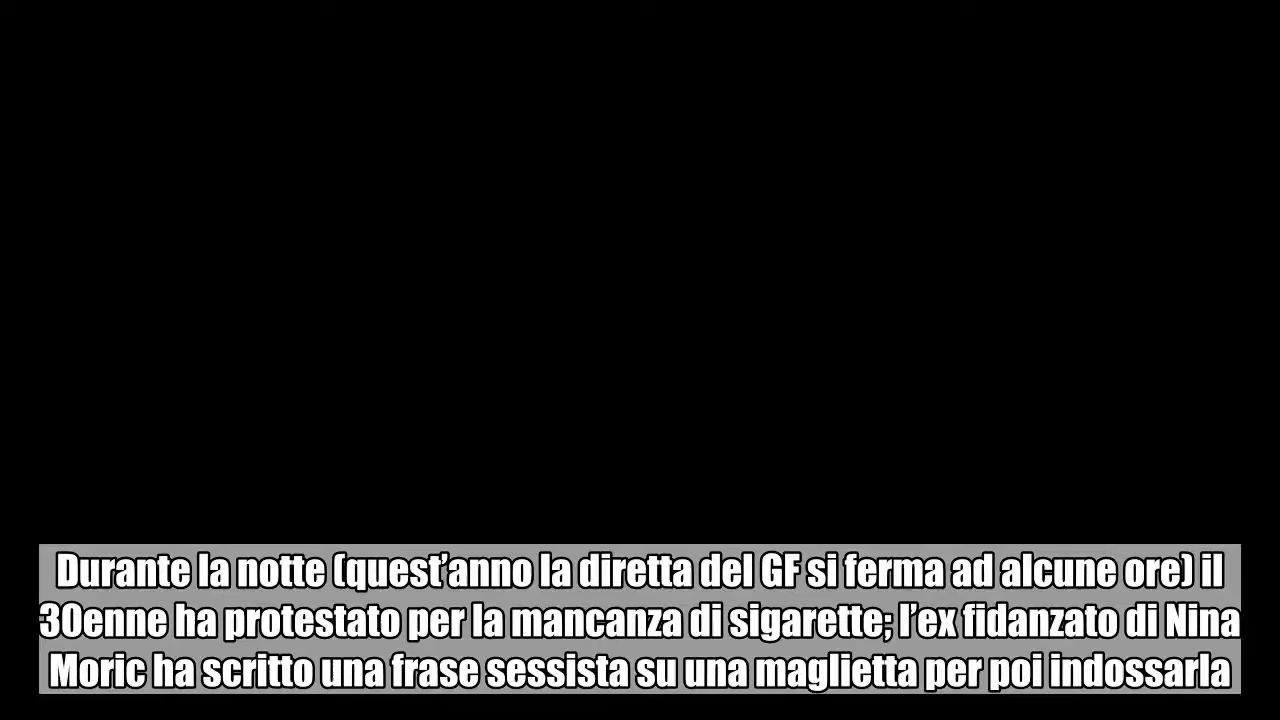 Durante la notte (quest’anno la diretta del GF si ferma ad alcune ore) il
30enne ha protestato per la mancanza di sigarette; l’ex fidanzato di Nina
Moric ha scritto una frase sessista su una maglietta per poi indossarla